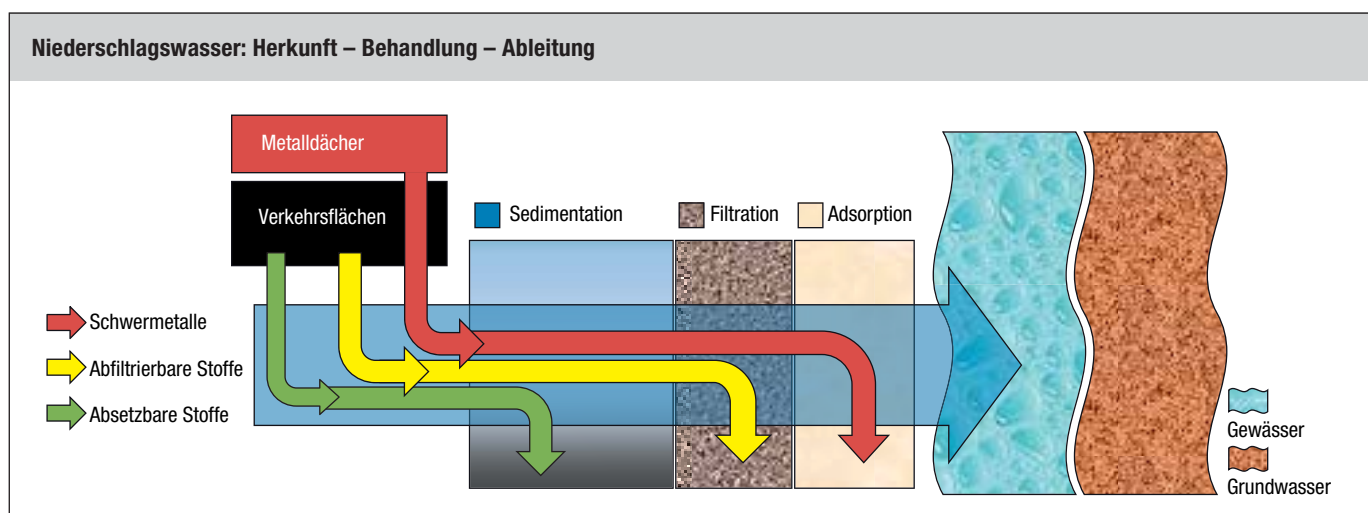 Niederschlagswasser: Herkunft – Behandlung – Ableitung
Metalldächer
Verkehrsflächen
Sedimentation
Filtration
Adsorption
Schwermetalle
Abfiltrierbare Stoffe
Absetzbare Stoffe
Gewässer
Grundwasser